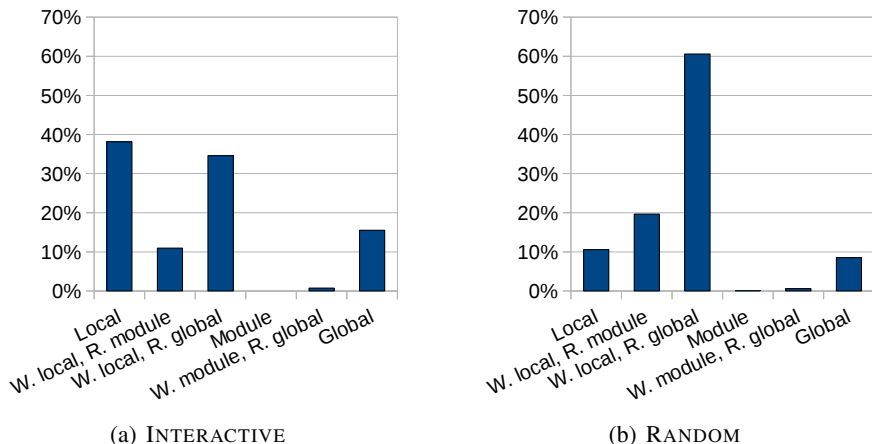 70%
60%
50%
40%
30%
20%
10%
0%
Local
W. local, R. module
W. local, R. global
Module
W. module, R. global
Global
(a) INTERACTIVE
70%
60%
50%
40%
30%
20%
10%
0%
Local
W. local, R. module
W. local, R. global
Module
W. module, R. global
Global
(b) RANDOM